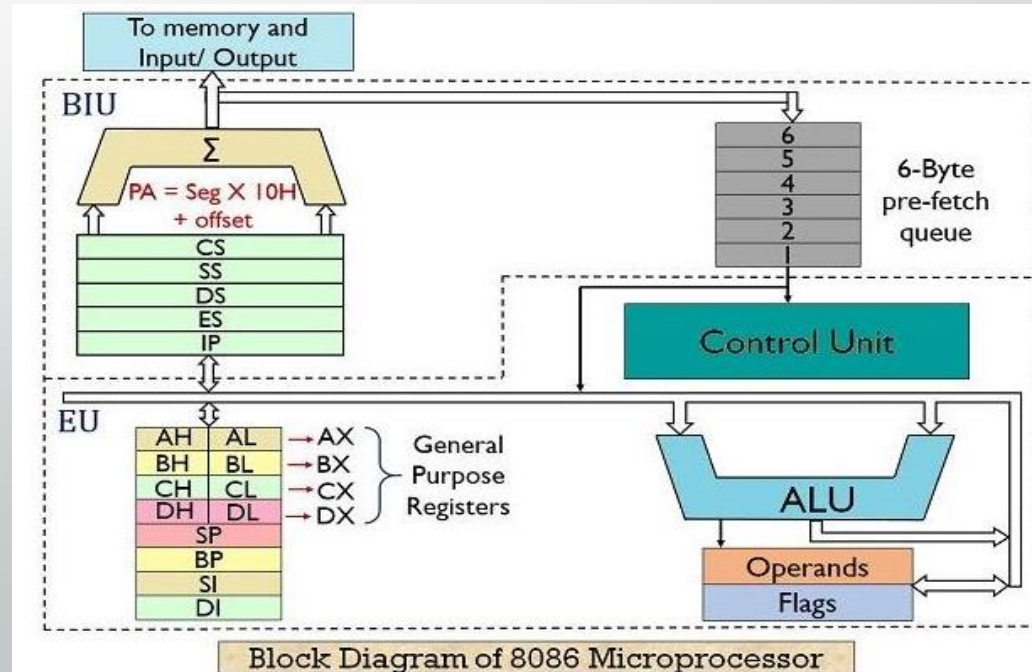 To memory and
Input/ Output
BIU
Σ
PA = Seg X 10H
+ offset
CS
SS
DS
ES
IP
6
5
4
3
2
1
6-Byte
pre-fetch
queue
Control Unit
EU
AH AL AX
BH BL BX
CH CL CX
DH DL DX
SP
BP
SI
DI
General
Purpose
Registers
ALU
Operands
Flags
Block Diagram of 8086 Microprocessor